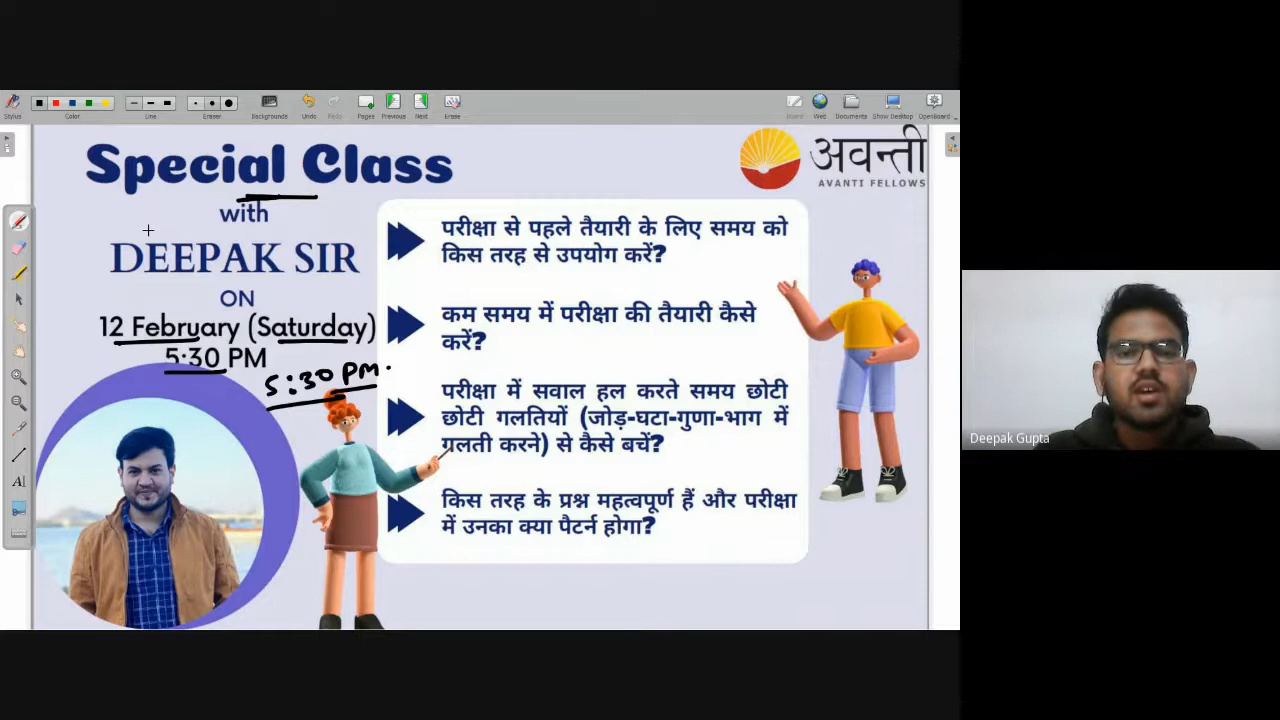 Stylus
Color
Line
Eraser
Backgrounds
Undo
Redo
Pages
Previous
Next
Erase
Board
Web
Documents
Show Desktop
OpenBoard
Special Class
with
DEEPAK SIR
ON
12 February (Saturday)
5:30 PM
5:30 PM.
अवन्ती
AVANTI FELLOWS
परीक्षा से पहले तैयारी के लिए समय को
किस तरह से उपयोग करें?
कम समय में परीक्षा की तैयारी कैसे
करें?
परीक्षा में सवाल हल करते समय छोटी
छोटी गलतियों (जोड़-घटा-गुणा-भाग में
ग़लती करने) से कैसे बचें?
किस तरह के प्रश्न महत्वपूर्ण हैं और परीक्षा
में उनका क्या पैटर्न होगा?
Deepak Gupta